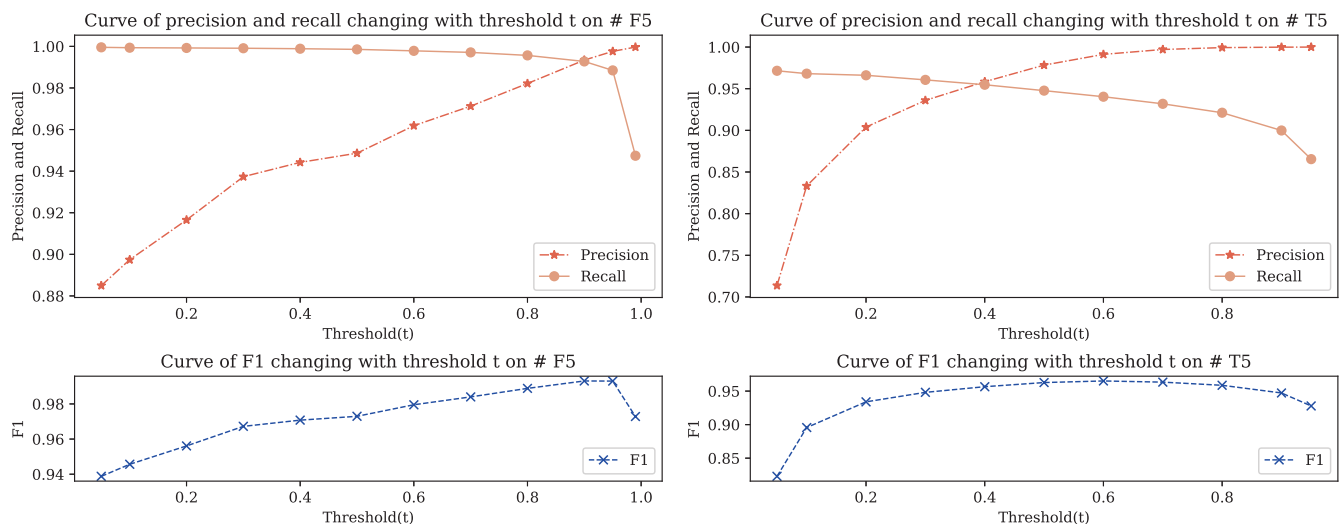 Curve of precision and recall changing with threshold t on # F5
Precision and Recall
1.00
0.98
0.96
0.94
0.92
0.90
0.88
Precision
Recall
0.2 0.4 0.6 0.8 1.0
Threshold(t)
Curve of precision and recall changing with threshold t on # T5
Precision and Recall
1.00
0.95
0.90
0.85
0.80
0.75
0.70
Precision
Recall
0.2 0.4 0.6 0.8
Threshold(t)
Curve of F1 changing with threshold t on # F5
F1
0.98
0.96
0.94
F1
0.2 0.4 0.6 0.8 1.0
Threshold(t)
Curve of F1 changing with threshold t on # T5
F1
0.95
0.90
0.85
F1
0.2 0.4 0.6 0.8
Threshold(t)